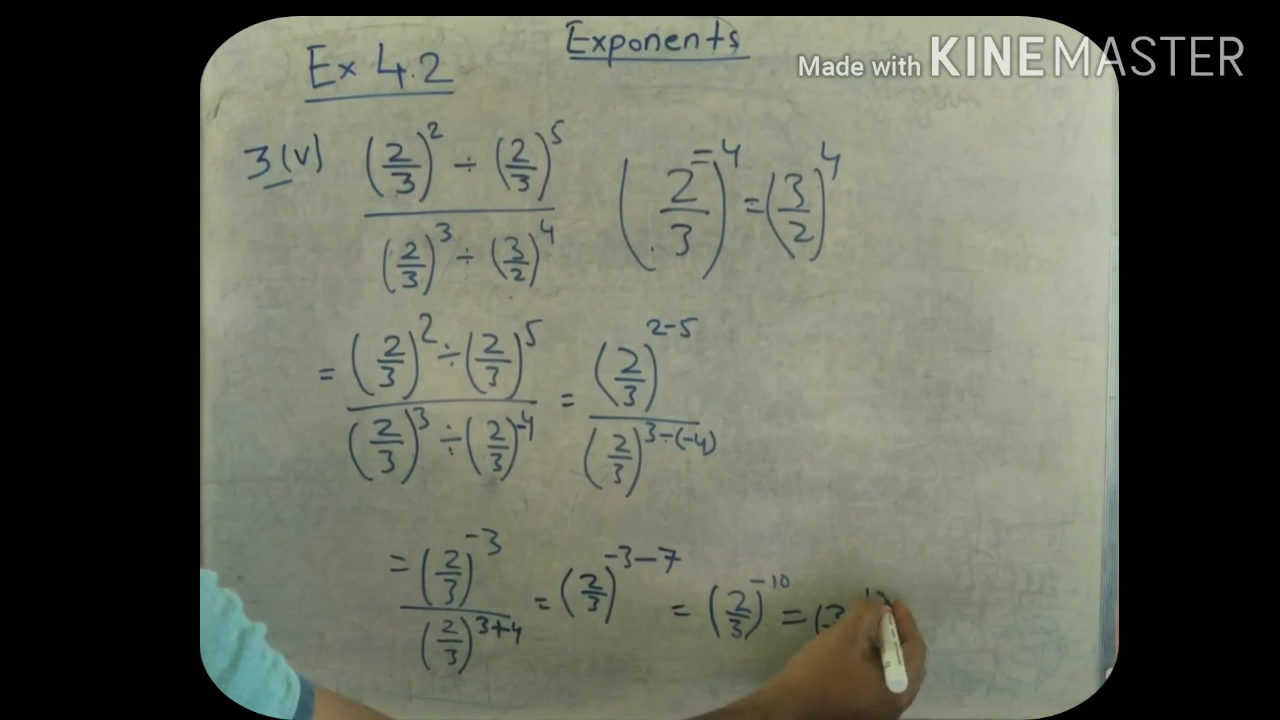 Exponents
Made with KINEMASTER
Ex 4.2
3(v) (2/3)^2 ÷ (2/3)^5 / (2/3)^3 ÷ (3/2)^4
(2/3)^=4 = (3/2)^4
= (2/3)^2 ÷ (2/3)^5 / (2/3)^3 ÷ (2/3)^-4 = (2/3)^2-5 / (2/3)^3-(-4)
= (2/3)^-3 / (2/3)^3+4 = (2/3)^-3-7 = (2/3)^-10 = (3